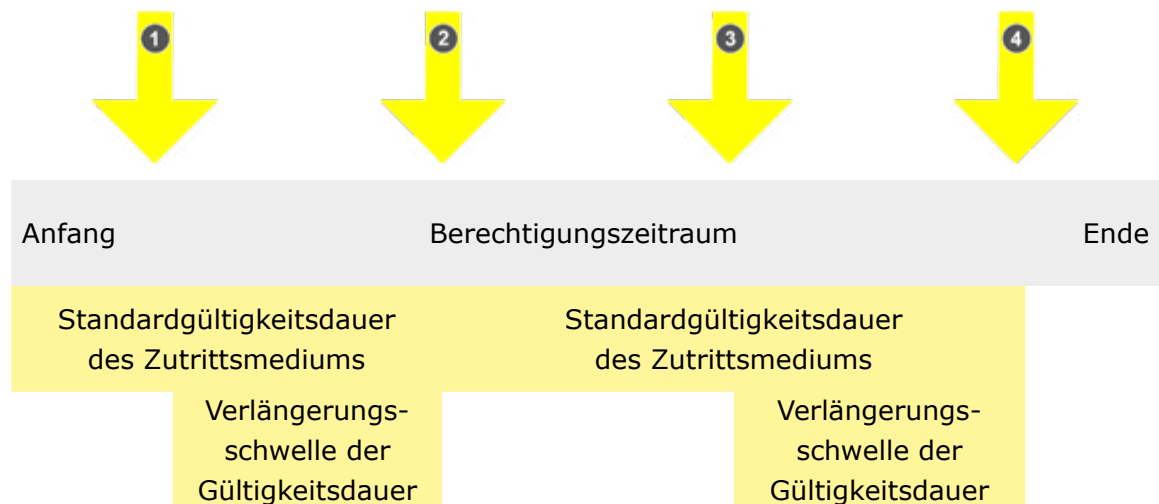 1 2 3 4
Anfang Berechtigungszeitraum Ende
Standardgültigkeitsdauer
des Zutrittsmediums
Standardgültigkeitsdauer
des Zutrittsmediums
Verlängerungs-
schwelle der
Gültigkeitsdauer
Verlängerungs-
schwelle der
Gültigkeitsdauer